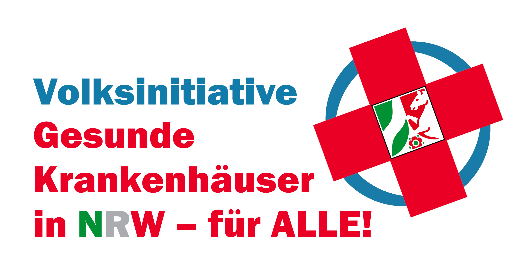 Volksinitiative
Gesunde
Krankenhäuser
in NRW – für ALLE!